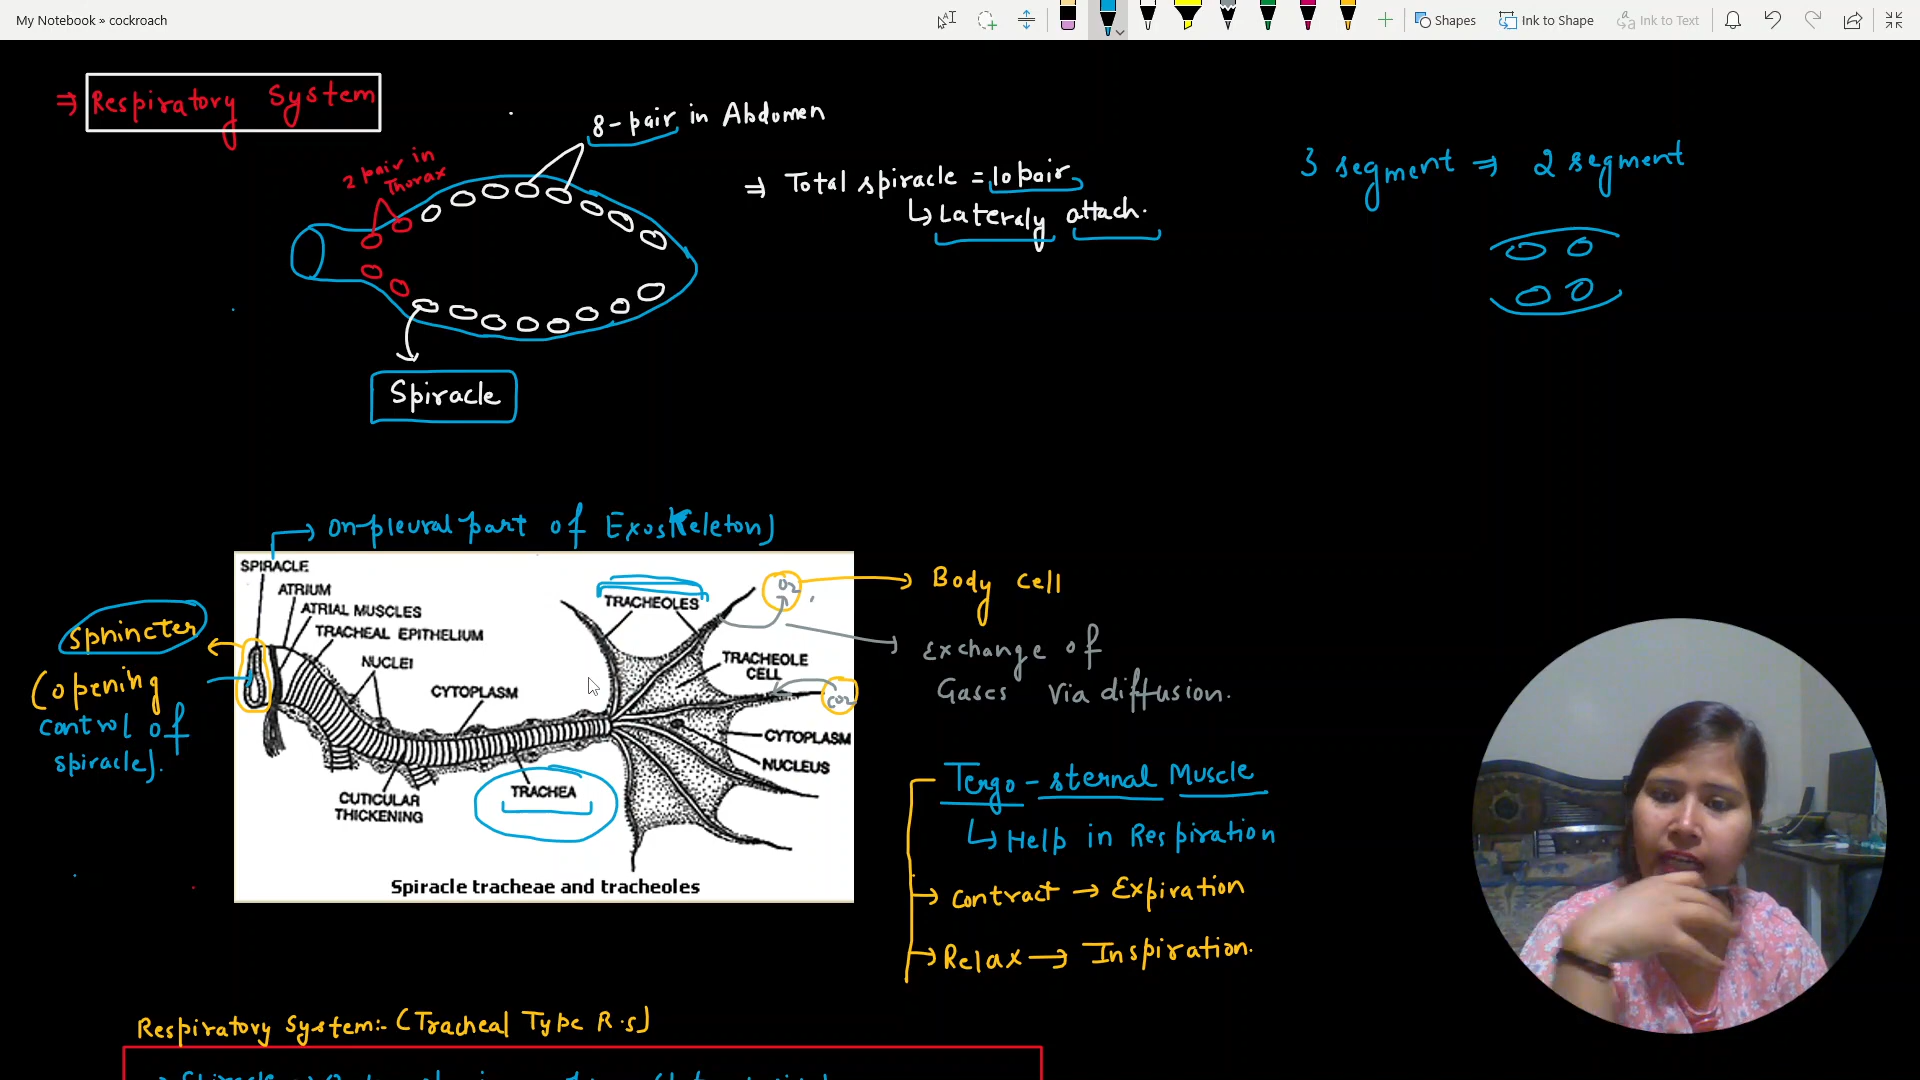 My Notebook » cockroach
Shapes
Ink to Shape
Ink to Text
⇒ Respiratory System
8-pair in Abdomen
2 pair in
Thorax
⇒ Total spiracle = 10 pair
↳ Lateraly attach.
3 segment ⇒ 2 segment
Spiracle
→ on-pleural part of Exoskeleton)
SPIRACLE
ATRIUM
ATRIAL MUSCLES
TRACHEAL EPITHELIUM
NUCLEI
CYTOPLASM
TRACHEOLES
O2
→ Body Cell
sphincter
(opening
control of
spiracle).
TRACHEOLE
CELL
CO2
Exchange of
Gases via diffusion.
CYTOPLASM
NUCLEUS
TRACHEA
CUTICULAR
THICKENING
Spiracle tracheae and tracheoles
Tergo-sternal Muscle
↳ Help in Respiration
→ Contract → Expiration
→ Relax → Inspiration.
Respiratory System:- (Tracheal Type R.s)